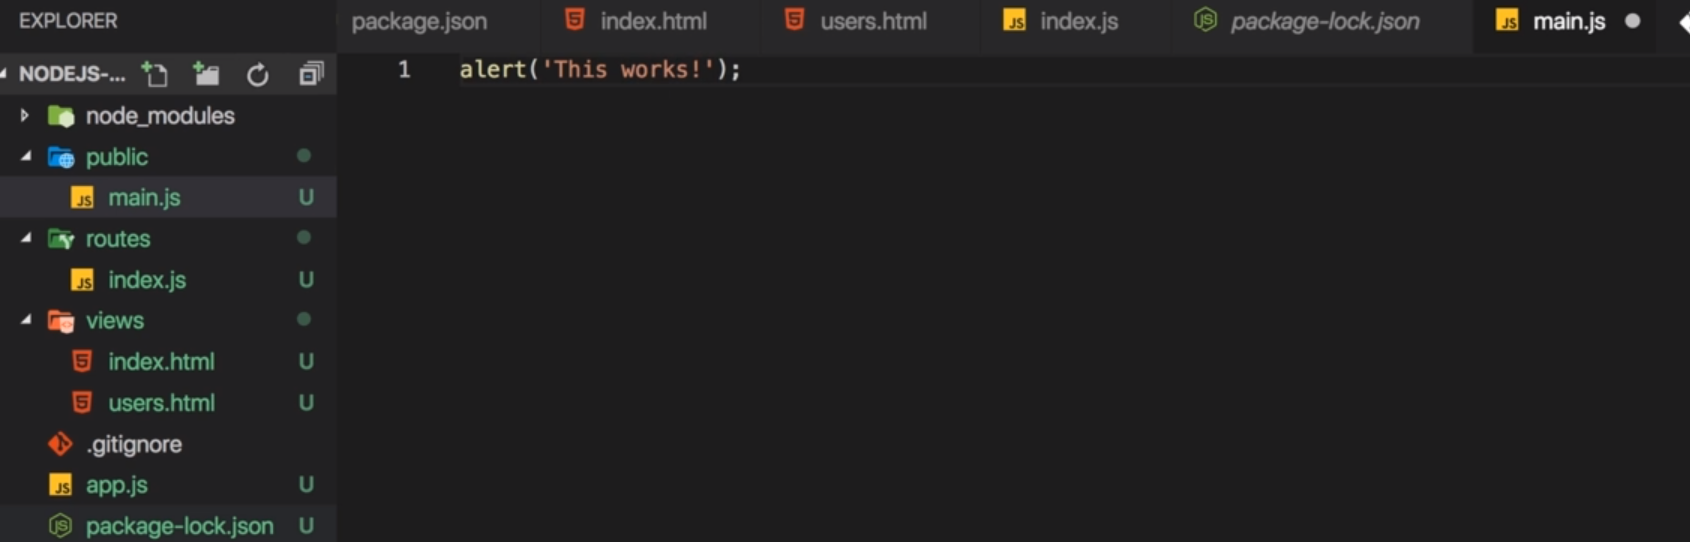 EXPLORER
package.json
index.html
users.html
index.js
package-lock.json
main.js
NODEJS-...
1 alert('This works!');
node_modules
public
main.js U
routes
index.js U
views
index.html U
users.html U
.gitignore
app.js U
package-lock.json U